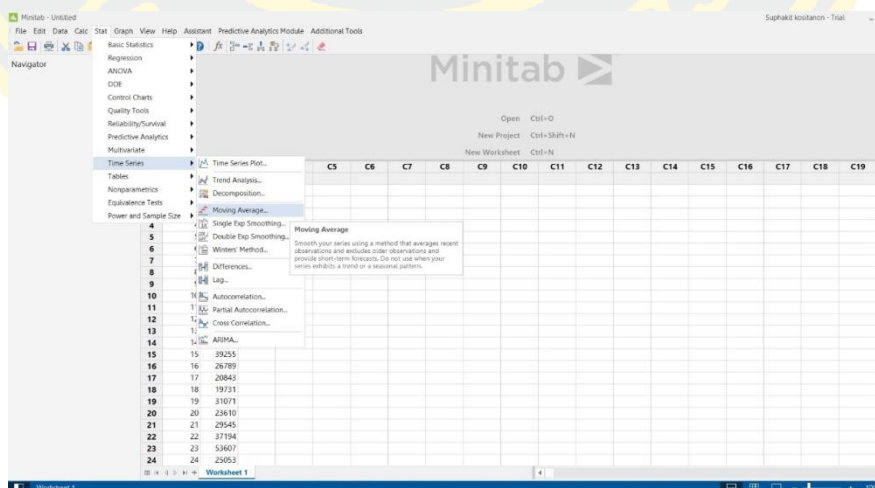 Minitab - Untitled
Suphakit kositanon - Trial
File Edit Data Calc Stat Graph View Help Assistant Predictive Analytics Module Additional Tools
Navigator
Basic Statistics
Regression
ANOVA
DOE
Control Charts
Quality Tools
Reliability/Survival
Predictive Analytics
Multivariate
Time Series
Tables
Nonparametrics
Equivalence Tests
Power and Sample Size
Time Series Plot...
Trend Analysis...
Decomposition...
Moving Average...
Single Exp Smoothing...
Double Exp Smoothing...
Winters' Method...
Differences...
Lag...
Autocorrelation...
Partial Autocorrelation...
Cross Correlation...
ARIMA...
Moving Average
Smooth your series using a method that averages recent
observations and excludes older observations and
provide short-term forecasts. Do not use when your
series exhibits a trend or a seasonal pattern.
Minitab
Open Ctrl+O
New Project Ctrl+Shift+N
New Worksheet Ctrl+N
C5 C6 C7 C8 C9 C10 C11 C12 C13 C14 C15 C16 C17 C18 C19
4
5
6
7
8
9
10
11
12
13
14
15 15 39255
16 16 26789
17 17 20843
18 18 19731
19 19 31071
20 20 23610
21 21 29545
22 22 37194
23 23 53607
24 24 25053
Worksheet 1
Worksheet 1